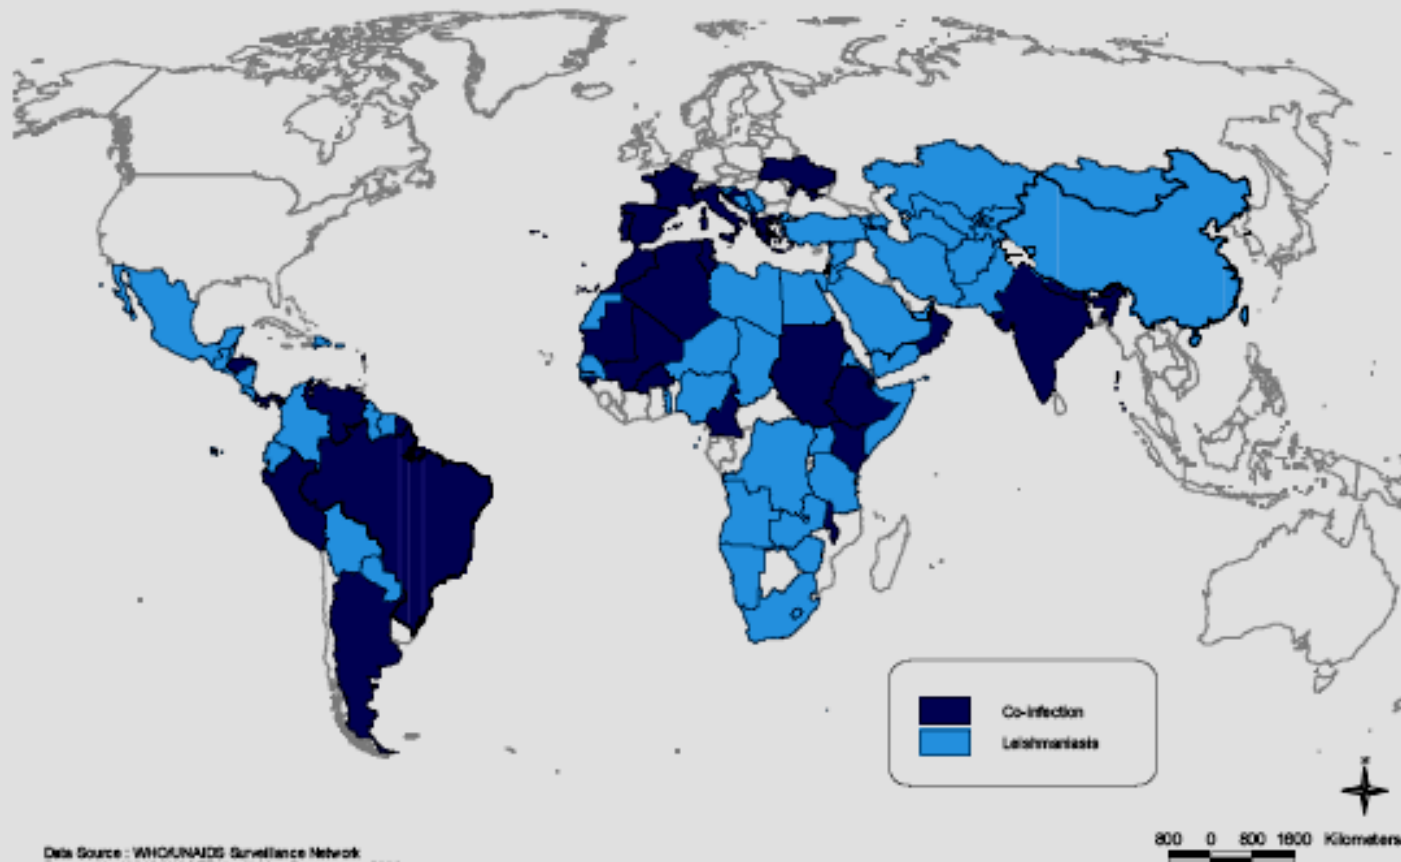 Co-infection
Leishmaniasis
800 0 800 1600 Kilometers
Data Source : WHO/UNAIDS Surveillance Network